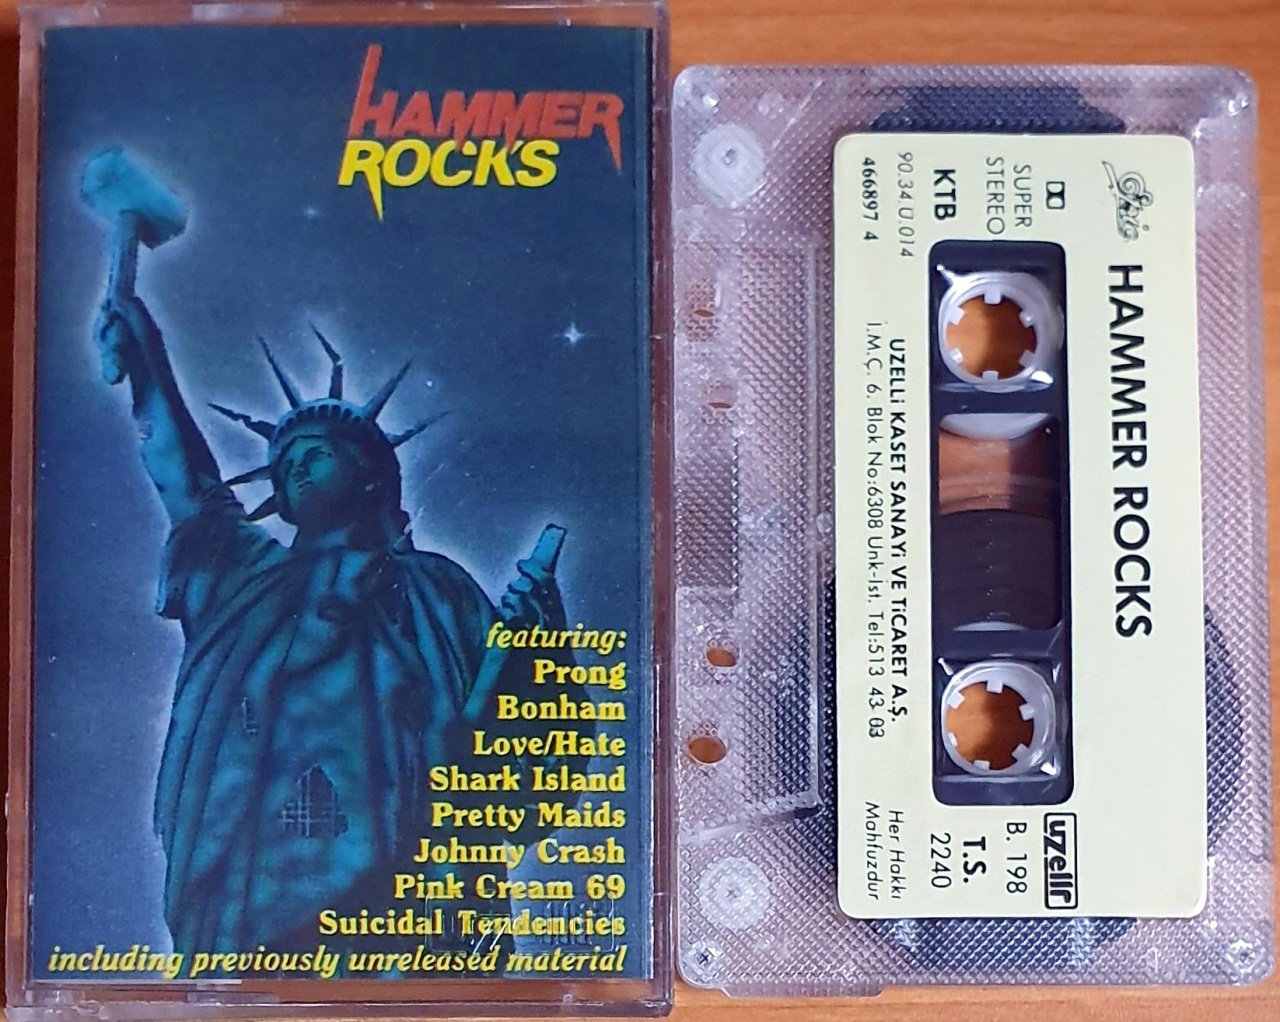 HAMMER
ROCKS
featuring:
Prong
Bonham
Love/Hate
Shark Island
Pretty Maids
Johnny Crash
Pink Cream 69
Suicidal Tendencies
including previously unreleased material
Epic
HAMMER ROCKS
SUPER
STEREO
KTB
90.34.U.014
466897 4
uzelli
B. 198
T.S.
2240
UZELLi KASET SANAYi VE TiCARET A.Ş.
İ.M.Ç. 6. Blok No:6308 Unk-İst. Tel:513 43 03
Her Hakkı
Mahfuzdur